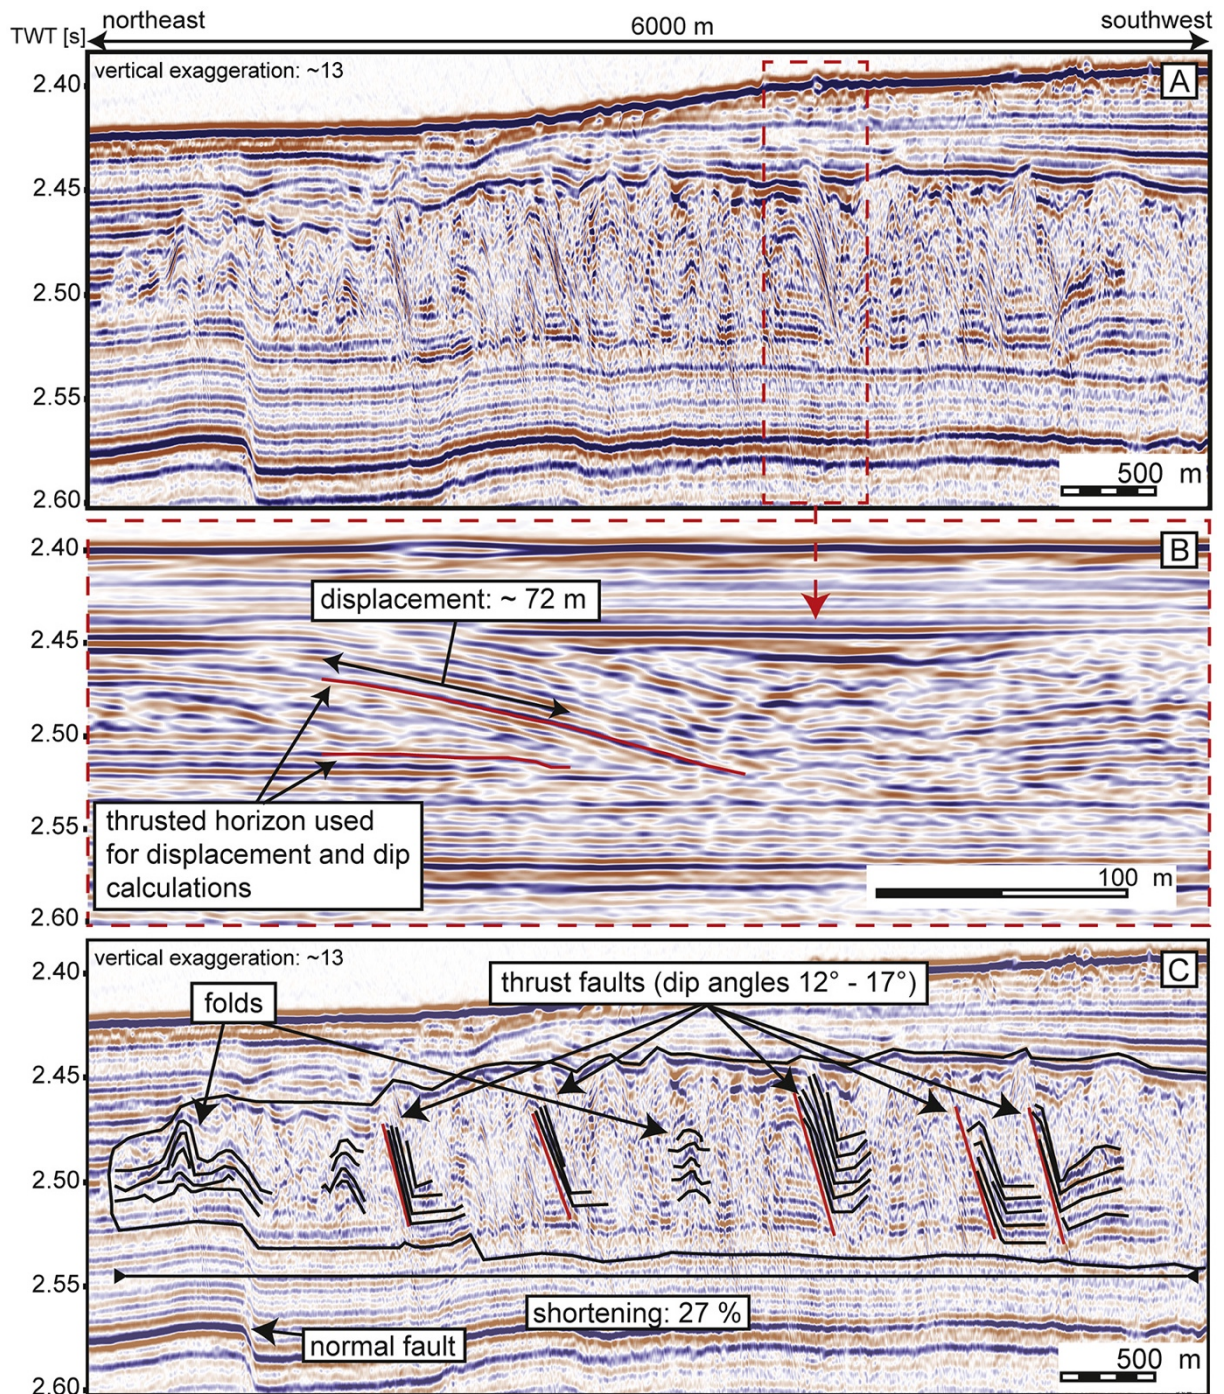 northeast
6000 m
southwest
TWT [s]
vertical exaggeration: ~13
A
2.40
2.45
2.50
2.55
2.60
500 m
B
2.40
displacement: ~ 72 m
2.45
2.50
2.55
thrusted horizon used
for displacement and dip
calculations
100 m
2.60
vertical exaggeration: ~13
C
2.40
thrust faults (dip angles 12° - 17°)
folds
2.45
2.50
2.55
shortening: 27 %
normal fault
500 m
2.60